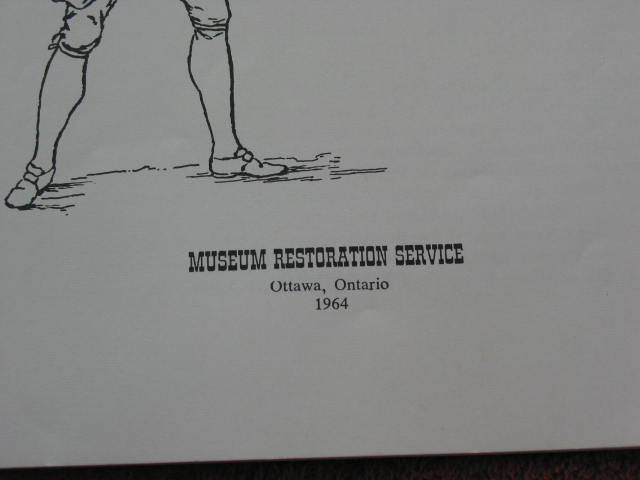 MUSEUM RESTORATION SERVICE
Ottawa, Ontario
1964